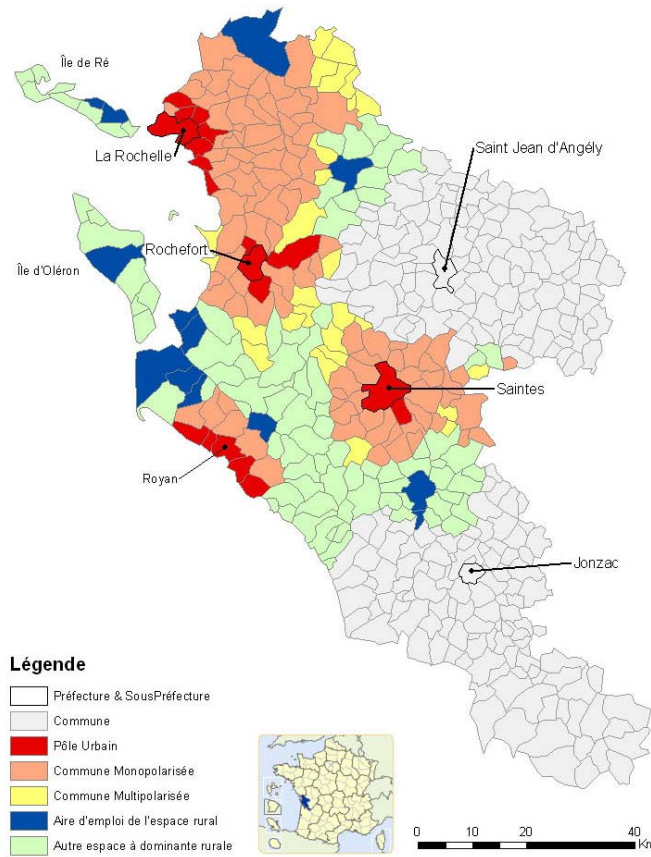 Île de Ré
La Rochelle
Saint Jean d'Angély
Rochefort
Île d'Oléron
Saintes
Royan
Jonzac
Légende
Préfecture & SousPréfecture
Commune
Pôle Urbain
Commune Monopolarisée
Commune Multipolarisée
Aire d'emploi de l'espace rural
Autre espace à dominante rurale
0 10 20 40
Km